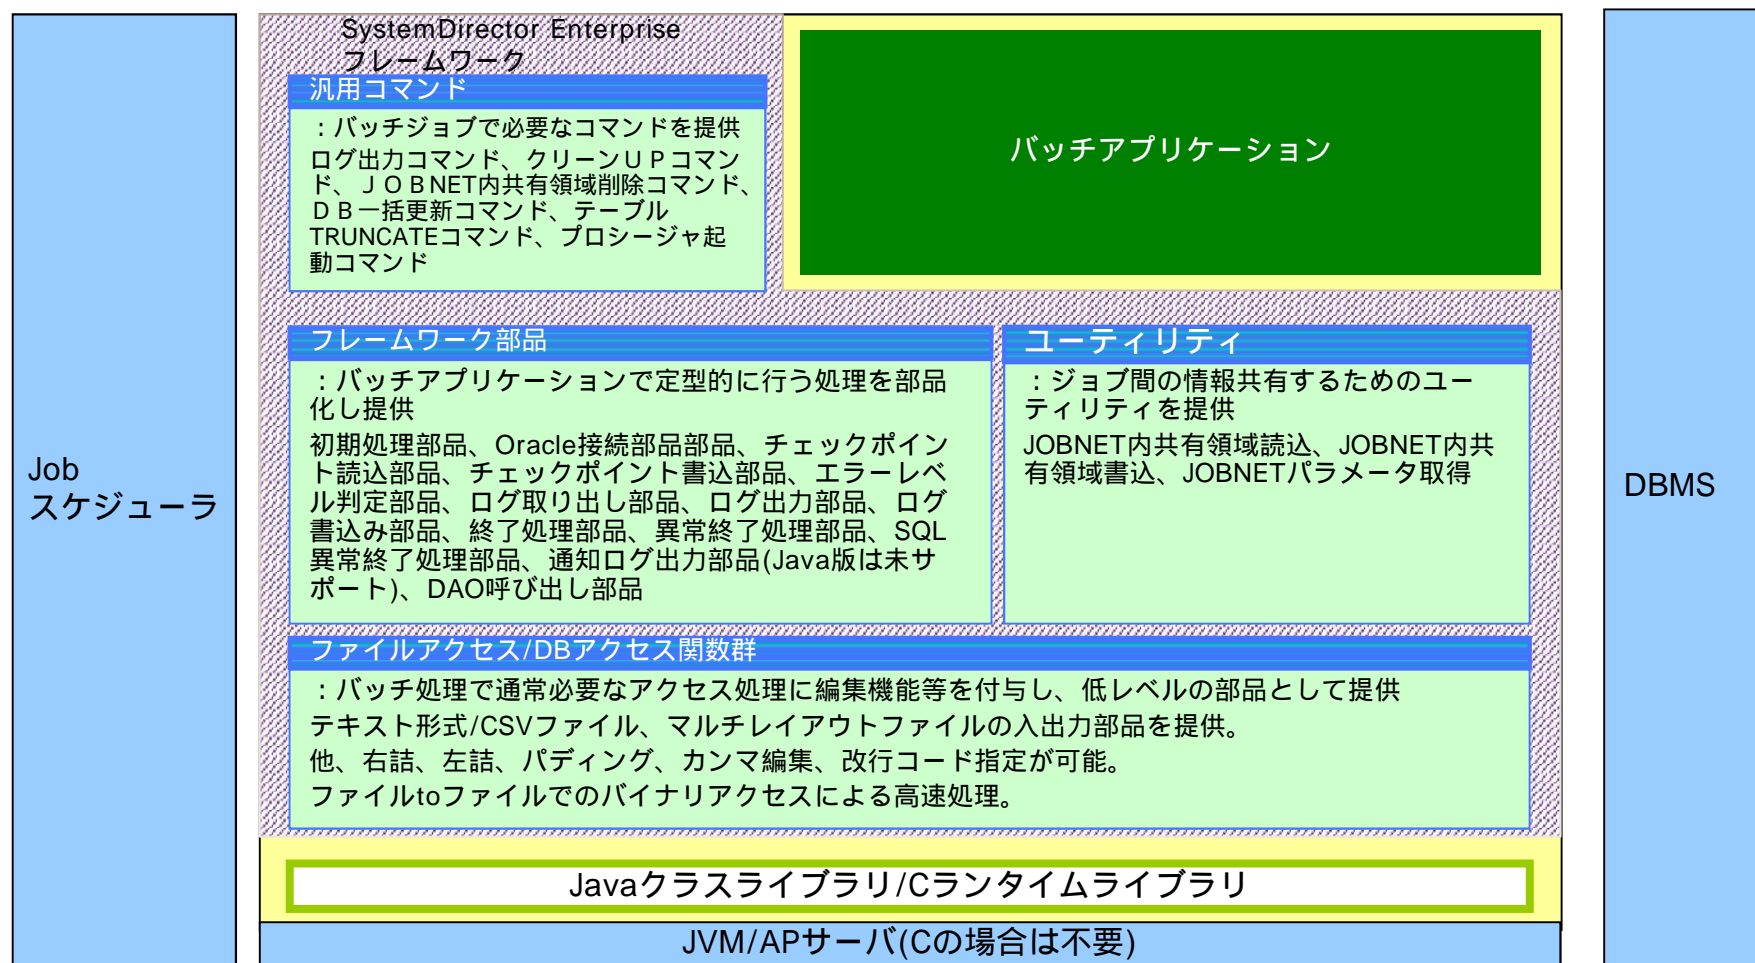 Job
スケジューラ
SystemDirector Enterprise
フレームワーク
汎用コマンド
：バッチジョブで必要なコマンドを提供
ログ出力コマンド、クリーンＵＰコマン
ド、ＪＯＢNET内共有領域削除コマンド、
ＤＢ一括更新コマンド、テーブル
TRUNCATEコマンド、プロシージャ起
動コマンド
バッチアプリケーション
フレームワーク部品
：バッチアプリケーションで定型的に行う処理を部品
化し提供
初期処理部品、Oracle接続部品部品、チェックポイン
ト読込部品、チェックポイント書込部品、エラーレベ
ル判定部品、ログ取り出し部品、ログ出力部品、ログ
書込み部品、終了処理部品、異常終了処理部品、SQL
異常終了処理部品、通知ログ出力部品(Java版は未サ
ポート)、DAO呼び出し部品
ユーティリティ
：ジョブ間の情報共有するためのユー
ティリティを提供
JOBNET内共有領域読込、JOBNET内共
有領域書込、JOBNETパラメータ取得
ファイルアクセス/DBアクセス関数群
：バッチ処理で通常必要なアクセス処理に編集機能等を付与し、低レベルの部品として提供
テキスト形式/CSVファイル、マルチレイアウトファイルの入出力部品を提供。
他、右詰、左詰、パディング、カンマ編集、改行コード指定が可能。
ファイルtoファイルでのバイナリアクセスによる高速処理。
Javaクラスライブラリ/Cランタイムライブラリ
JVM/APサーバ(Cの場合は不要)
DBMS